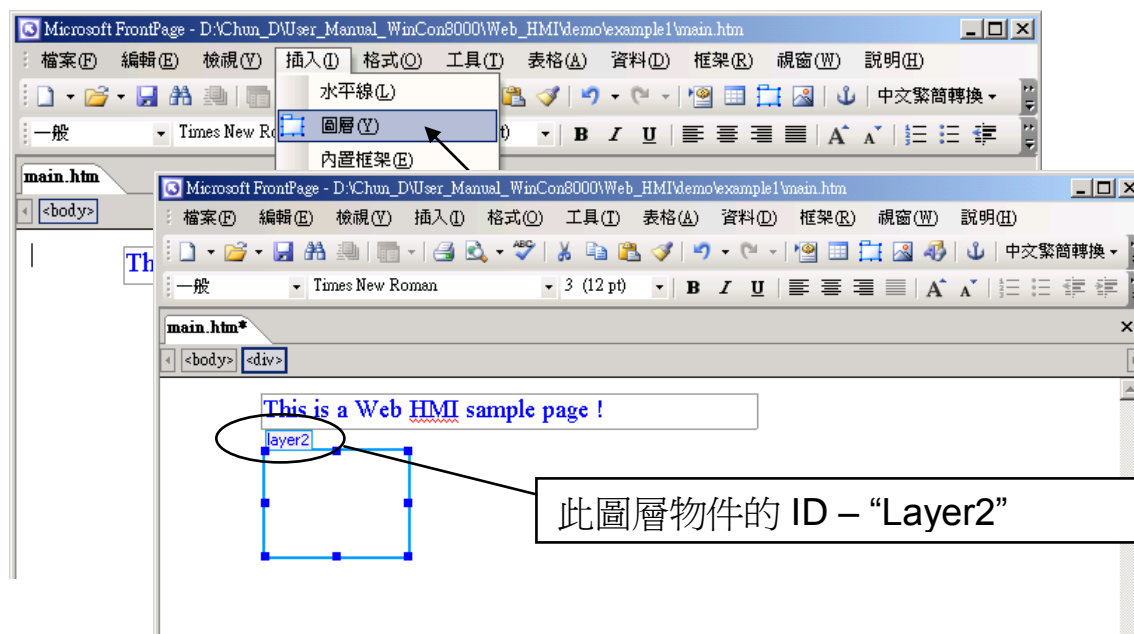 Microsoft FrontPage - D:\Chun_D\User_Manual_WinCon8000\Web_HMI\demo\example1\main.htm
檔案(F) 編輯(E) 檢視(V) 插入(I) 格式(O) 工具(T) 表格(A) 資料(D) 框架(R) 視窗(W) 說明(H)
水平線(L)
中文繁簡轉換
一般 Times New B I U A A
圖層(Y)
內置框架(E)
main.htm
<body>
Th
Microsoft FrontPage - D:\Chun_D\User_Manual_WinCon8000\Web_HMI\demo\example1\main.htm
檔案(F) 編輯(E) 檢視(V) 插入(I) 格式(O) 工具(T) 表格(A) 資料(D) 框架(R) 視窗(W) 說明(H)
ABC 中文繁簡轉換
一般 Times New Roman 3 (12 pt) B I U A A
main.htm*
<body> <div>
This is a Web HMI sample page !
layer2
此圖層物件的 ID – “Layer2”